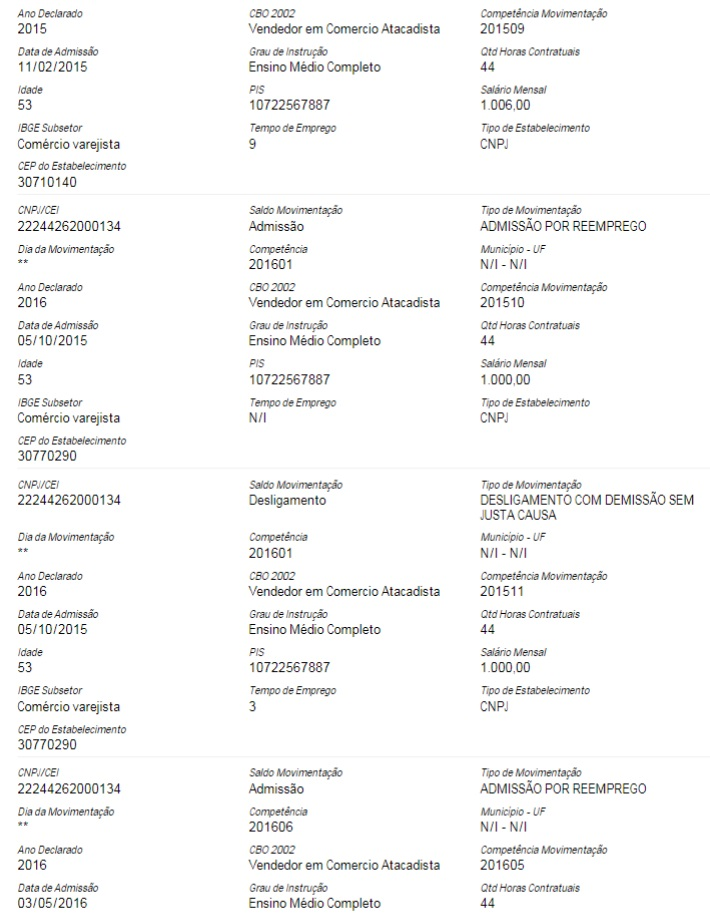 Ano Declarado CBO 2002 Competência Movimentação
2015 Vendedor em Comercio Atacadista 201509
Data de Admissão Grau de Instrução Qtd Horas Contratuais
11/02/2015 Ensino Médio Completo 44
Idade PIS Salário Mensal
53 10722567887 1.006,00
IBGE Subsetor Tempo de Emprego Tipo de Estabelecimento
Comércio varejista 9 CNPJ
CEP do Estabelecimento
30710140
CNPJ/CEI Saldo Movimentação Tipo de Movimentação
22244262000134 Admissão ADMISSÃO POR REEMPREGO
Dia da Movimentação Competência Município - UF
** 201601 N/I - N/I
Ano Declarado CBO 2002 Competência Movimentação
2016 Vendedor em Comercio Atacadista 201510
Data de Admissão Grau de Instrução Qtd Horas Contratuais
05/10/2015 Ensino Médio Completo 44
Idade PIS Salário Mensal
53 10722567887 1.000,00
IBGE Subsetor Tempo de Emprego Tipo de Estabelecimento
Comércio varejista N/I CNPJ
CEP do Estabelecimento
30770290
CNPJ/CEI Saldo Movimentação Tipo de Movimentação
22244262000134 Desligamento DESLIGAMENTO COM DEMISSÃO SEM
JUSTA CAUSA
Dia da Movimentação Competência Município - UF
** 201601 N/I - N/I
Ano Declarado CBO 2002 Competência Movimentação
2016 Vendedor em Comercio Atacadista 201511
Data de Admissão Grau de Instrução Qtd Horas Contratuais
05/10/2015 Ensino Médio Completo 44
Idade PIS Salário Mensal
53 10722567887 1.000,00
IBGE Subsetor Tempo de Emprego Tipo de Estabelecimento
Comércio varejista 3 CNPJ
CEP do Estabelecimento
30770290
CNPJ/CEI Saldo Movimentação Tipo de Movimentação
22244262000134 Admissão ADMISSÃO POR REEMPREGO
Dia da Movimentação Competência Município - UF
** 201606 N/I - N/I
Ano Declarado CBO 2002 Competência Movimentação
2016 Vendedor em Comercio Atacadista 201605
Data de Admissão Grau de Instrução Qtd Horas Contratuais
03/05/2016 Ensino Médio Completo 44